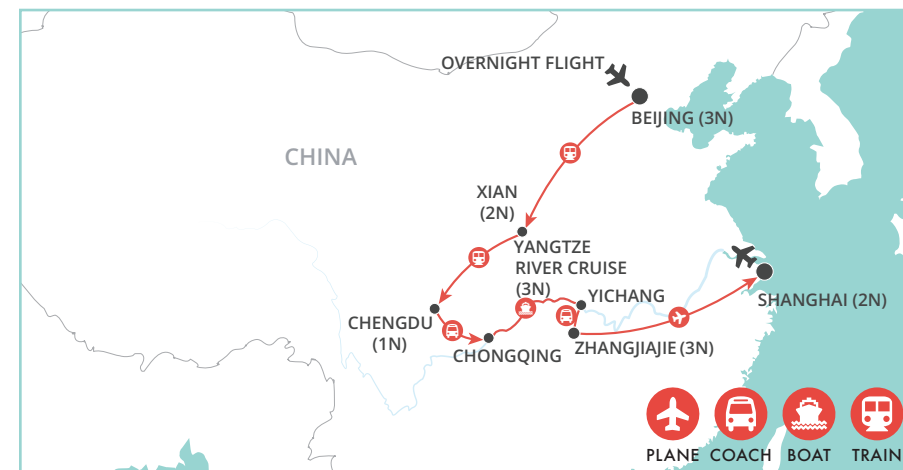 OVERNIGHT FLIGHT
BEIJING (3N)
CHINA
XIAN
(2N)
YANGTZE
RIVER CRUISE
(3N)
YICHANG
SHANGHAI (2N)
CHENGDU
(1N)
CHONGQING
ZHANGJIAJIE (3N)
PLANE COACH BOAT TRAIN